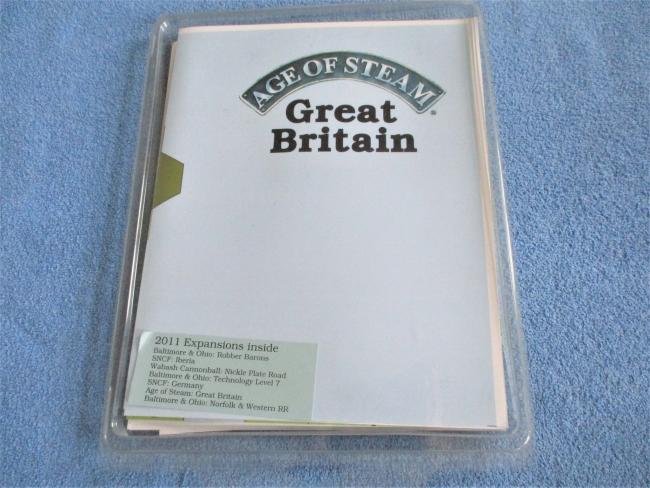 AGE OF STEAM®
Great
Britain
2011 Expansions inside
Baltimore & Ohio: Robber Barons
SNCF: Iberia
Wabash Cannonball: Nickle Plate Road
Baltimore & Ohio: Technology Level 7
SNCF: Germany
Age of Steam: Great Britain
Baltimore & Ohio: Norfolk & Western RR